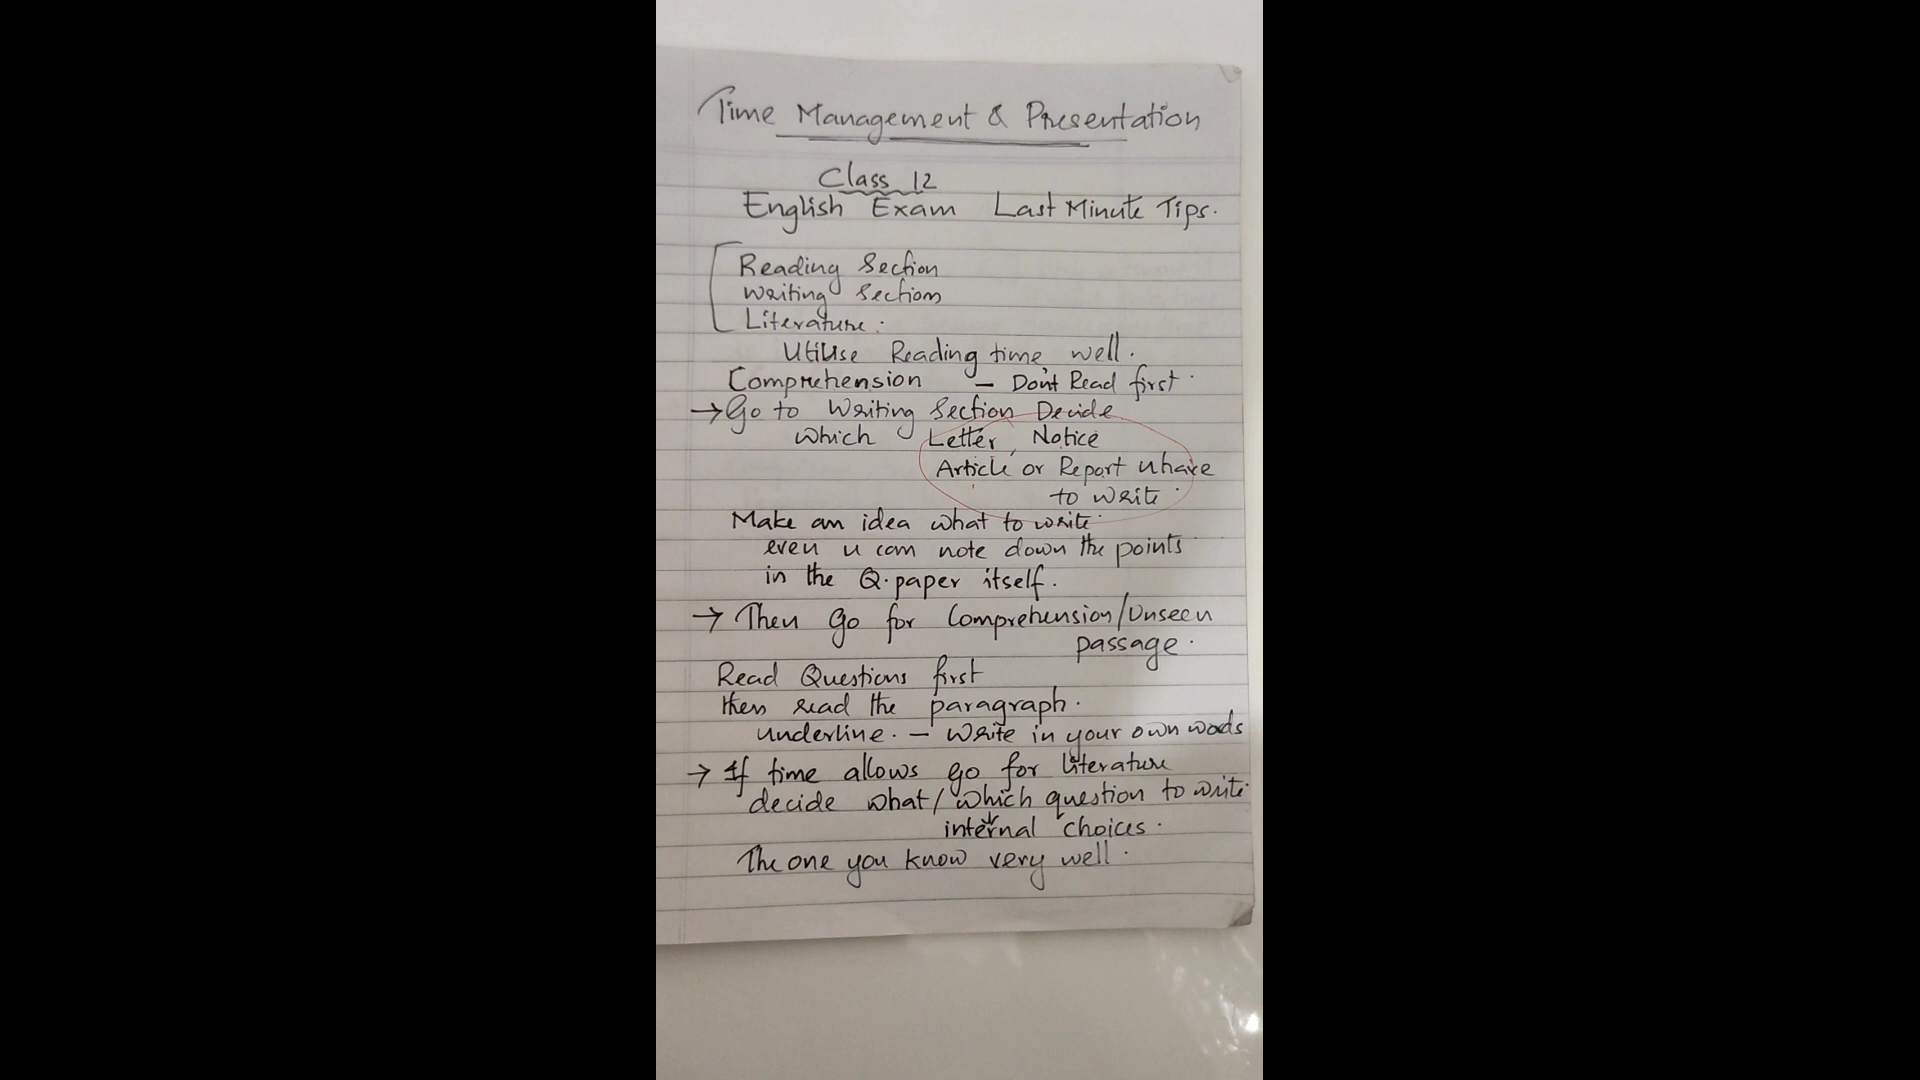 Time Management & Presentation
Class 12
English Exam Last Minute Tips.
Reading Section
Writing Section
Literature.
Utilise Reading time well.
Comprehension - Don't Read first.
→ Go to Writing Section Decide
which Letter, Notice
Article or Report u have
to write.
Make an idea what to write.
even u can note down the points
in the Q.paper itself.
→ Then go for Comprehension/Unseen
passage.
Read Questions first
then read the paragraph.
underline. - Write in your own words
→ If time allows go for literature
decide what/which question to write.
internal choices.
The one you know very well.